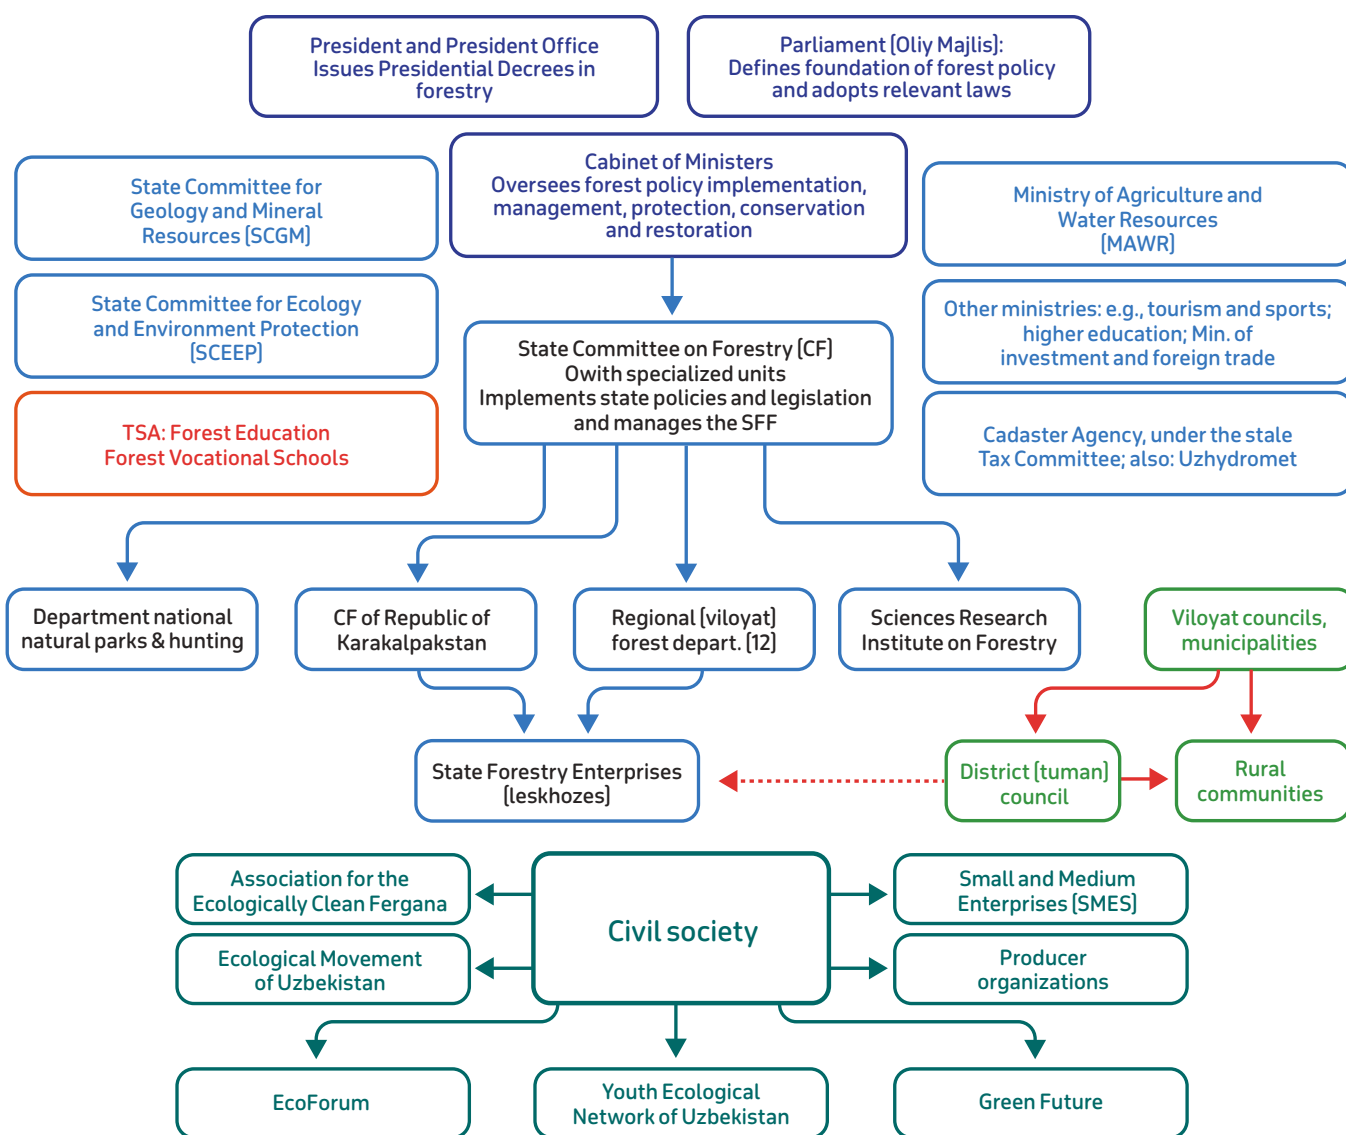 President and President Office
Issues Presidential Decrees in
forestry
Parliament (Oliy Majlis):
Defines foundation of forest policy
and adopts relevant laws
Cabinet of Ministers
Oversees forest policy implementation,
management, protection, conservation
and restoration
State Committee for
Geology and Mineral
Resources (SCGM)
Ministry of Agriculture and
Water Resources
(MAWR)
State Committee for Ecology
and Environment Protection
(SCEEP)
Other ministries: e.g., tourism and sports;
higher education; Min. of
investment and foreign trade
State Committee on Forestry (CF)
Owith specialized units
Implements state policies and legislation
and manages the SFF
TSA: Forest Education
Forest Vocational Schools
Cadaster Agency, under the stale
Tax Committee; also: Uzhydromet
Department national
natural parks & hunting
CF of Republic of
Karakalpakstan
Regional (viloyat)
forest depart. (12)
Sciences Research
Institute on Forestry
Viloyat councils,
municipalities
State Forestry Enterprises
(leskhozes)
District (tuman)
council
Rural
communities
Association for the
Ecologically Clean Fergana
Civil society
Small and Medium
Enterprises (SMES)
Ecological Movement
of Uzbekistan
Producer
organizations
EcoForum
Youth Ecological
Network of Uzbekistan
Green Future